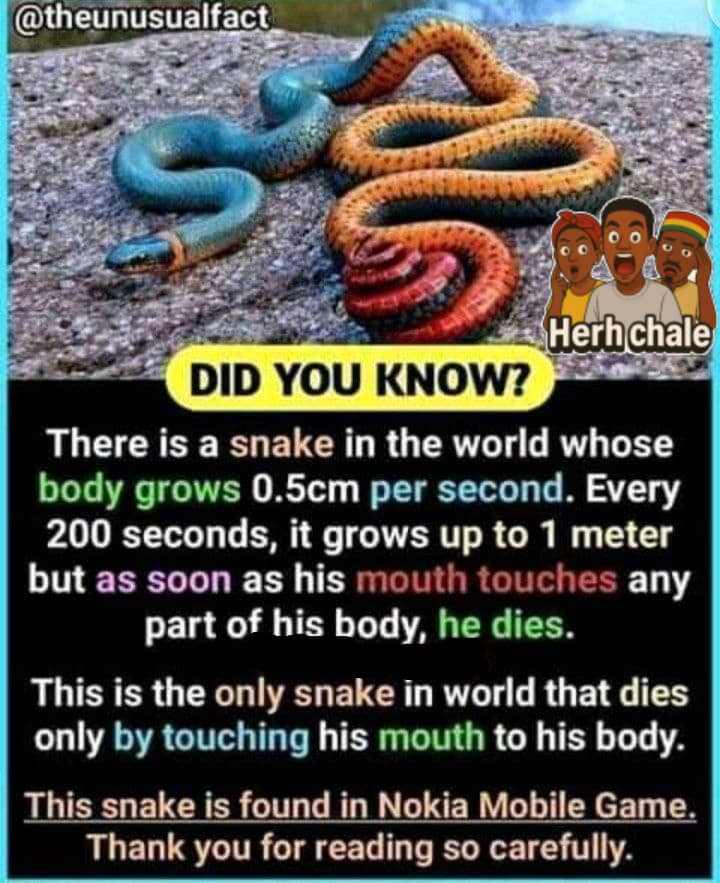 @theunusualfact
Herh chale
DID YOU KNOW?
There is a snake in the world whose
body grows 0.5cm per second. Every
200 seconds, it grows up to 1 meter
but as soon as his mouth touches any
part of his body, he dies.
This is the only snake in world that dies
only by touching his mouth to his body.
This snake is found in Nokia Mobile Game.
Thank you for reading so carefully.